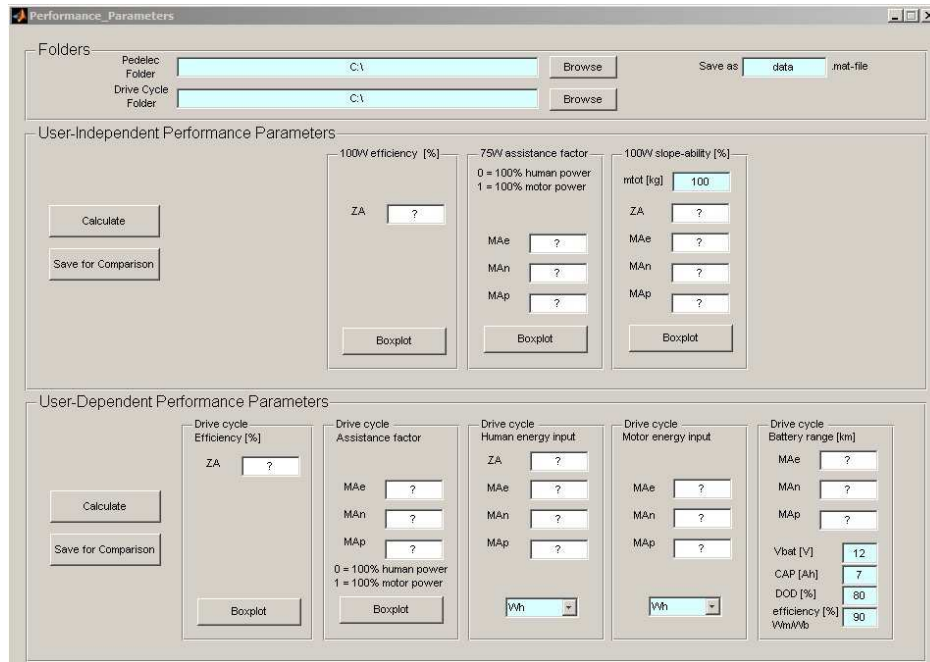 Performance_Parameters
Folders
Pedelec Folder C:\ Browse Save as data .mat-file
Drive Cycle Folder C:\ Browse
User-Independent Performance Parameters
100W efficiency [%] 75W assistance factor 100W slope-ability [%]
0 = 100% human power mtot [kg] 100
1 = 100% motor power
ZA ? ZA ?
Calculate
MAe ? MAe ?
Save for Comparison MAn ? MAn ?
MAp ? MAp ?
Boxplot Boxplot Boxplot
User-Dependent Performance Parameters
Drive cycle Drive cycle Drive cycle Drive cycle Drive cycle
Efficiency [%] Assistance factor Human energy input Motor energy input Battery range [km]
ZA ? ZA ? MAe ?
MAe ? MAe ? MAe ? MAn ?
Calculate
MAn ? MAn ? MAn ? MAp ?
Save for Comparison MAp ? MAp ? MAp ? Vbat [V] 12
0 = 100% human power CAP [Ah] 7
1 = 100% motor power DOD [%] 80
Boxplot Boxplot Wh Wh efficiency [%] 90
Wm/Wb